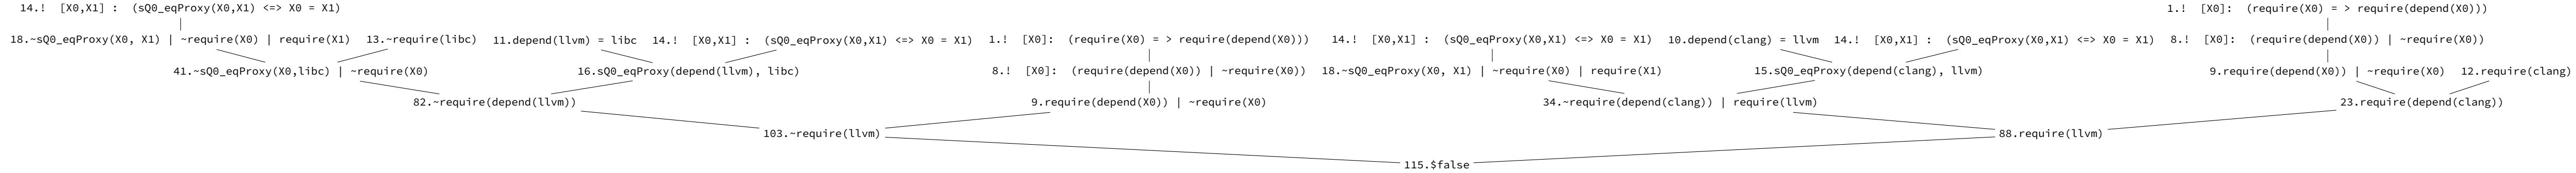 14.!  [X0,X1] :  (sQ0_eqProxy(X0,X1) <=> X0 = X1)
1.!  [X0]:  (require(X0) = > require(depend(X0)))
18.~sQ0_eqProxy(X0, X1) | ~require(X0) | require(X1)
13.~require(libc)
11.depend(llvm) = libc
14.!  [X0,X1] :  (sQ0_eqProxy(X0,X1) <=> X0 = X1)
1.!  [X0]:  (require(X0) = > require(depend(X0)))
14.!  [X0,X1] :  (sQ0_eqProxy(X0,X1) <=> X0 = X1)
10.depend(clang) = llvm
14.!  [X0,X1] :  (sQ0_eqProxy(X0,X1) <=> X0 = X1)
8.!  [X0]:  (require(depend(X0)) | ~require(X0))
41.~sQ0_eqProxy(X0,libc) | ~require(X0)
16.sQ0_eqProxy(depend(llvm), libc)
8.!  [X0]:  (require(depend(X0)) | ~require(X0))
18.~sQ0_eqProxy(X0, X1) | ~require(X0) | require(X1)
15.sQ0_eqProxy(depend(clang), llvm)
9.require(depend(X0)) | ~require(X0)
12.require(clang)
82.~require(depend(llvm))
9.require(depend(X0)) | ~require(X0)
34.~require(depend(clang)) | require(llvm)
23.require(depend(clang))
103.~require(llvm)
88.require(llvm)
115.$false